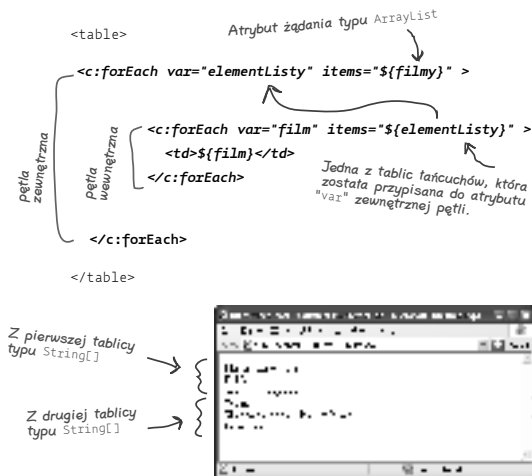 Atrybut żądania typu ArrayList
<table>
<c:forEach var="elementListy" items="${filmy}" >
<c:forEach var="film" items="${elementListy}" >
<td>${film}</td>
</c:forEach>
pętla zewnętrzna
pętla wewnętrzna
Jedna z tablic łańcuchów, która
została przypisana do atrybutu
"var" zewnętrznej pętli.
</c:forEach>
</table>
Z pierwszej tablicy
typu String[]
Z drugiej tablicy
typu String[]